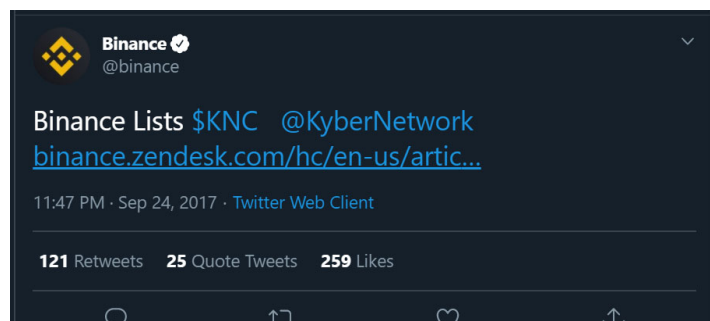 Binance
@binance
Binance Lists $KNC @KyberNetwork
binance.zendesk.com/hc/en-us/artic...
11:47 PM · Sep 24, 2017 · Twitter Web Client
121 Retweets 25 Quote Tweets 259 Likes